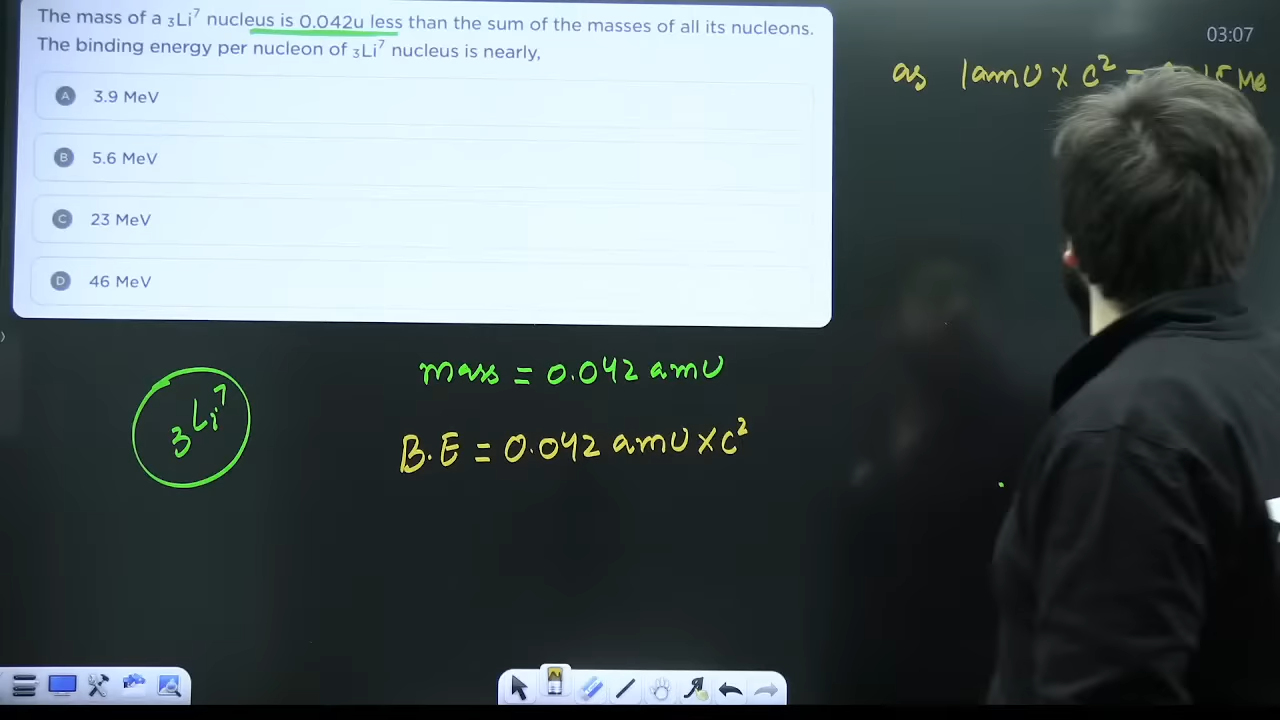 The mass of a ₃Li⁷ nucleus is 0.042u less than the sum of the masses of all its nucleons.
The binding energy per nucleon of ₃Li⁷ nucleus is nearly,
A 3.9 MeV
B 5.6 MeV
C 23 MeV
D 46 MeV
03:07
as 1amU × c²
Me
mass = 0.042 amU
₃Li⁷
B.E = 0.042 amU × c²